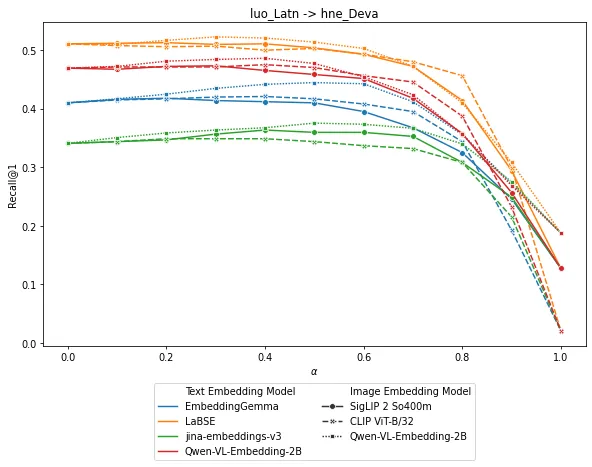 luo_Latn -> hne_Deva
Recall@1
0.5
0.4
0.3
0.2
0.1
0.0
0.0 0.2 0.4 0.6 0.8 1.0
α
Text Embedding Model
EmbeddingGemma
LaBSE
jina-embeddings-v3
Qwen-VL-Embedding-2B
Image Embedding Model
SigLIP 2 So400m
CLIP ViT-B/32
Qwen-VL-Embedding-2B